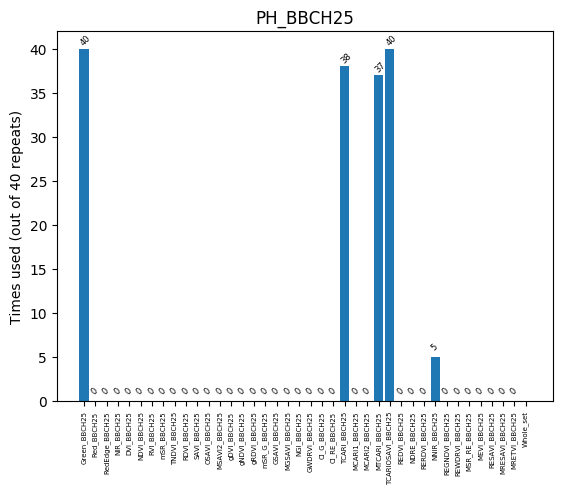 PH_BBCH25
Times used (out of 40 repeats)
40
35
30
25
20
15
10
5
0
40 0 0 0 0 0 0 0 0 0 0 0 0 0 0 0 0 0 0 0 0 0 0 38 0 0 37 40 0 0 0 5 0 0 0 0 0 0 0
Green_BBCH25
Red_BBCH25
RedEdge_BBCH25
NIR_BBCH25
DVI_BBCH25
NDVI_BBCH25
RVI_BBCH25
mSR_BBCH25
TNDVI_BBCH25
RDVI_BBCH25
SAVI_BBCH25
OSAVI_BBCH25
MSAVI2_BBCH25
gDVI_BBCH25
gNDVI_BBCH25
gRDVI_BBCH25
mSR_G_BBCH25
GSAVI_BBCH25
MGSAVI_BBCH25
NGI_BBCH25
GWDRVI_BBCH25
CI_G_BBCH25
CI_RE_BBCH25
TCARI_BBCH25
MCARI1_BBCH25
MCARI2_BBCH25
MTCARI_BBCH25
TCARIOSAVI_BBCH25
REDVI_BBCH25
NDRE_BBCH25
RERDVI_BBCH25
NNIR_BBCH25
REGNDVI_BBCH25
REWDRVI_BBCH25
MSR_RE_BBCH25
MEVI_BBCH25
RESAVI_BBCH25
MRESAVI_BBCH25
MRETVI_BBCH25
Whole_set